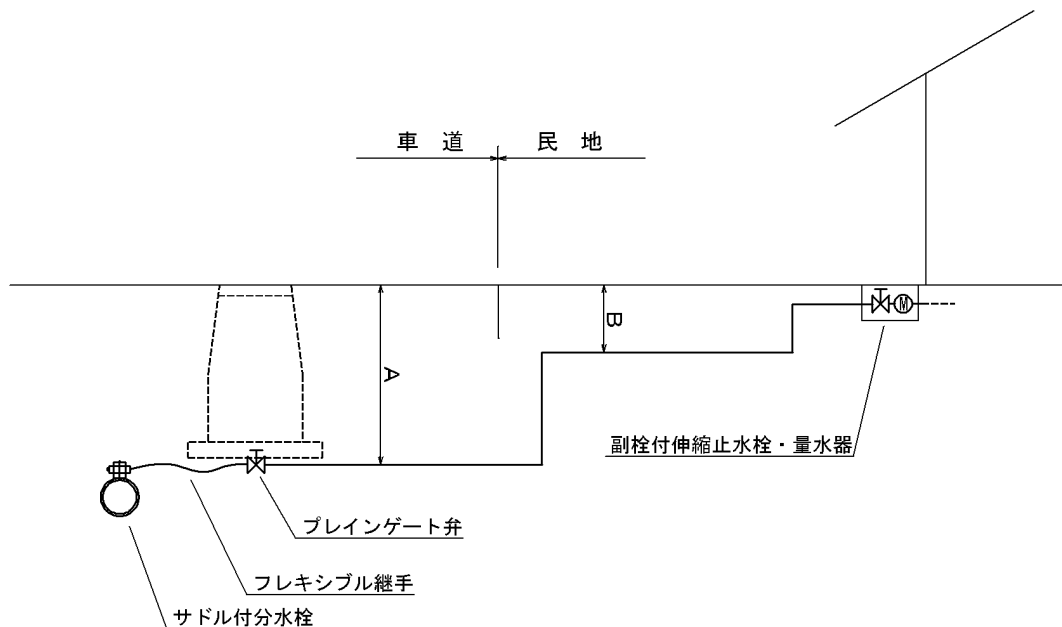 車 道
民 地
A
B
M
副栓付伸縮止水栓・量水器
プレインゲート弁
フレキシブル継手
サドル付分水栓